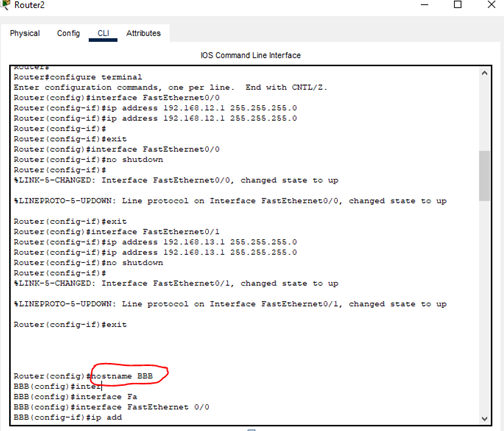 Router2
Physical Config CLI Attributes
IOS Command Line Interface
Router#
Router#configure terminal
Enter configuration commands, one per line. End with CNTL/Z.
Router(config)#interface FastEthernet0/0
Router(config-if)#ip address 192.168.12.1 255.255.255.0
Router(config-if)#ip address 192.168.12.1 255.255.255.0
Router(config-if)#
Router(config-if)#exit
Router(config)#interface FastEthernet0/0
Router(config-if)#no shutdown
Router(config-if)#
%LINK-5-CHANGED: Interface FastEthernet0/0, changed state to up
%LINEPROTO-5-UPDOWN: Line protocol on Interface FastEthernet0/0, changed state to up
Router(config-if)#exit
Router(config)#interface FastEthernet0/1
Router(config-if)#ip address 192.168.13.1 255.255.255.0
Router(config-if)#ip address 192.168.13.1 255.255.255.0
Router(config-if)#no shutdown
Router(config-if)#
%LINK-5-CHANGED: Interface FastEthernet0/1, changed state to up
%LINEPROTO-5-UPDOWN: Line protocol on Interface FastEthernet0/1, changed state to up
Router(config-if)#exit
Router(config)#hostname BBB
BBB(config)#inter
BBB(config)#interface Fa
BBB(config)#interface FastEthernet 0/0
BBB(config-if)#ip add